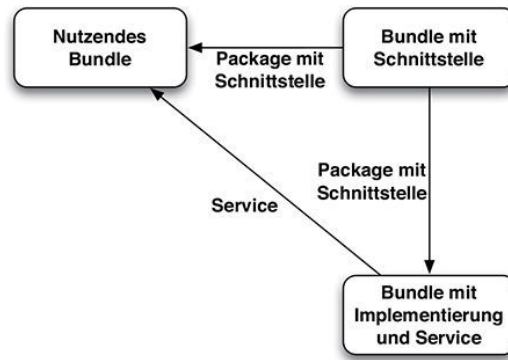 Nutzendes
Bundle
Bundle mit
Schnittstelle
Package mit
Schnittstelle
Package mit
Schnittstelle
Service
Bundle mit
Implementierung
und Service